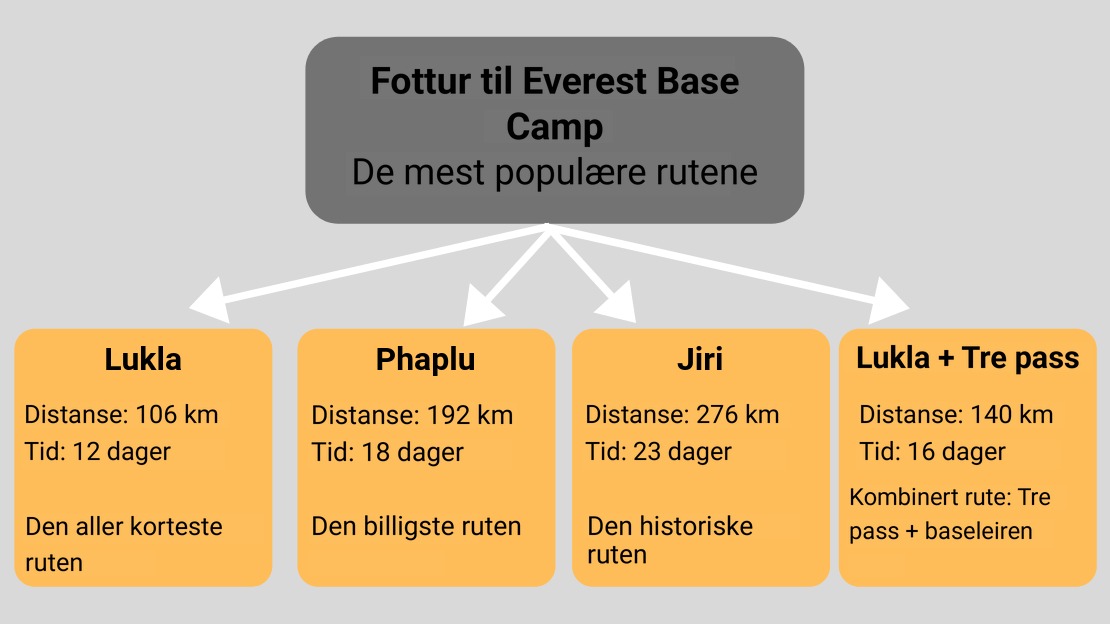 Fottur til Everest Base
Camp
De mest populære rutene
Lukla
Distanse: 106 km
Tid: 12 dager
Den aller korteste
ruten
Phaplu
Distanse: 192 km
Tid: 18 dager
Den billigste ruten
Jiri
Distanse: 276 km
Tid: 23 dager
Den historiske
ruten
Lukla + Tre pass
Distanse: 140 km
Tid: 16 dager
Kombinert rute: Tre
pass + baseleiren